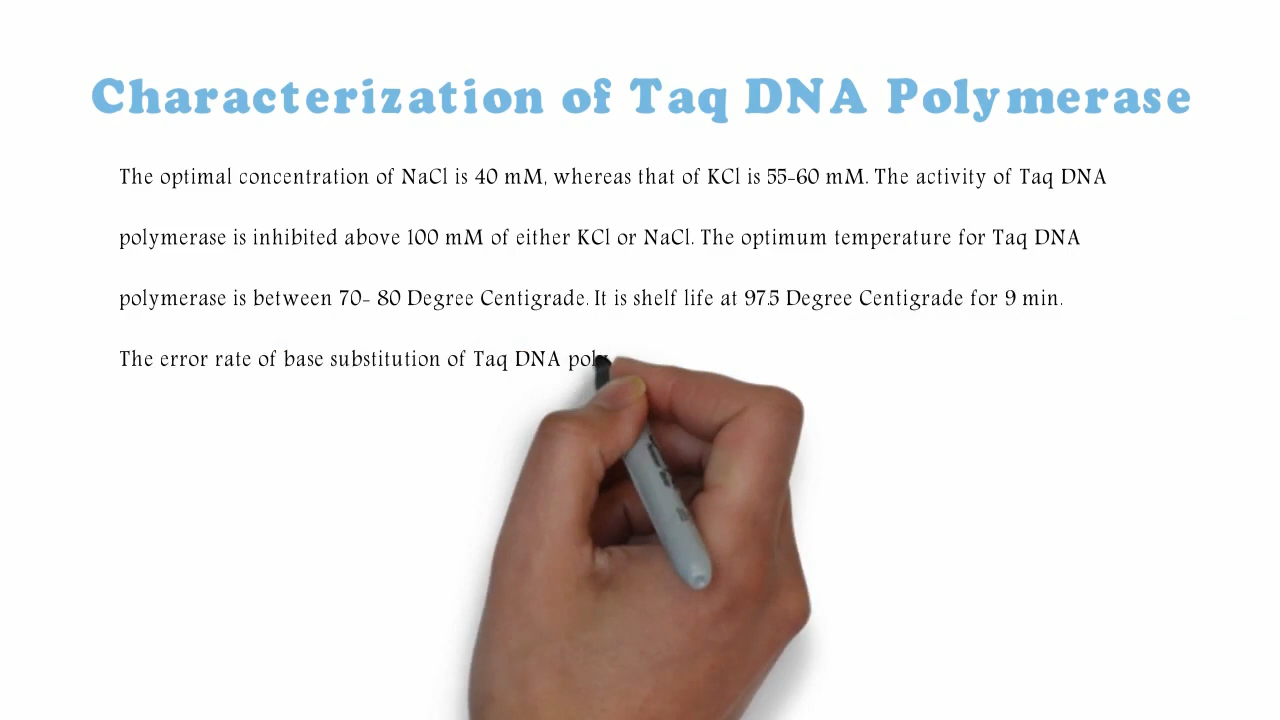 Characterization of Taq DNA Polymerase
The optimal concentration of NaCl is 40 mM, whereas that of KCl is 55-60 mM. The activity of Taq DNA
polymerase is inhibited above 100 mM of either KCl or NaCl. The optimum temperature for Taq DNA
polymerase is between 70- 80 Degree Centigrade. It is shelf life at 97.5 Degree Centigrade for 9 min.
The error rate of base substitution of Taq DNA